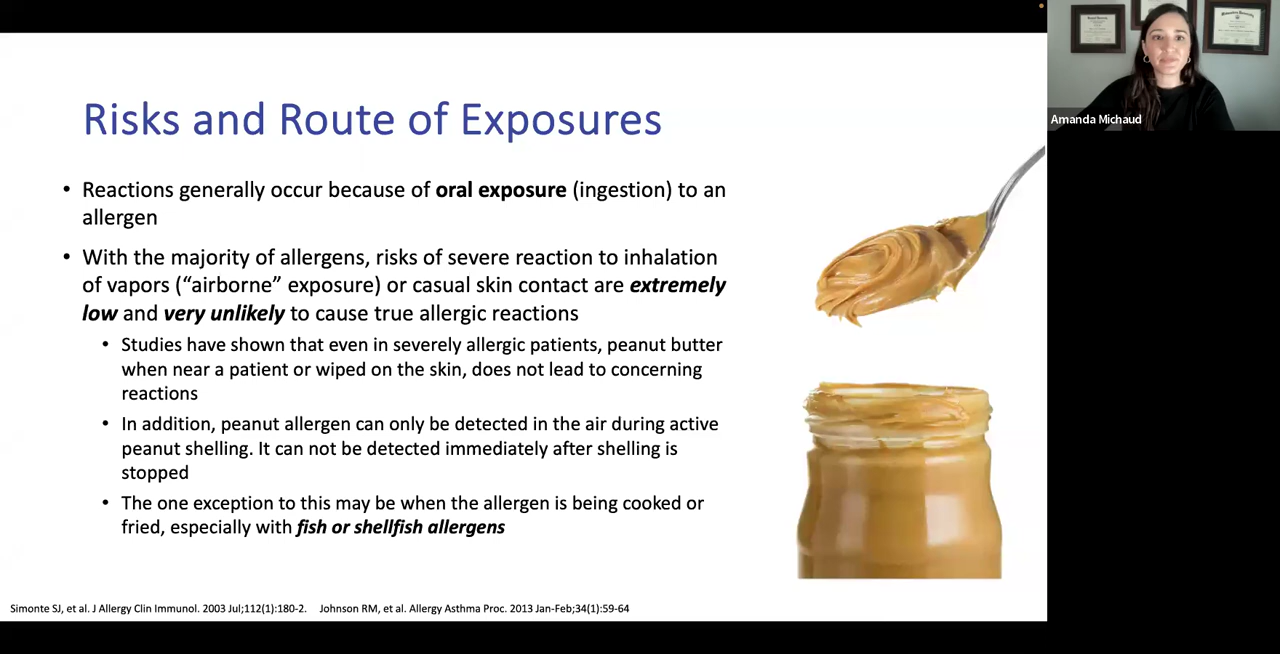 Risks and Route of Exposures
• Reactions generally occur because of oral exposure (ingestion) to an
allergen
• With the majority of allergens, risks of severe reaction to inhalation
of vapors (“airborne” exposure) or casual skin contact are extremely
low and very unlikely to cause true allergic reactions
• Studies have shown that even in severely allergic patients, peanut butter
when near a patient or wiped on the skin, does not lead to concerning
reactions
• In addition, peanut allergen can only be detected in the air during active
peanut shelling. It can not be detected immediately after shelling is
stopped
• The one exception to this may be when the allergen is being cooked or
fried, especially with fish or shellfish allergens
Simonte SJ, et al. J Allergy Clin Immunol. 2003 Jul;112(1):180-2. Johnson RM, et al. Allergy Asthma Proc. 2013 Jan-Feb;34(1):59-64
Amanda Michaud